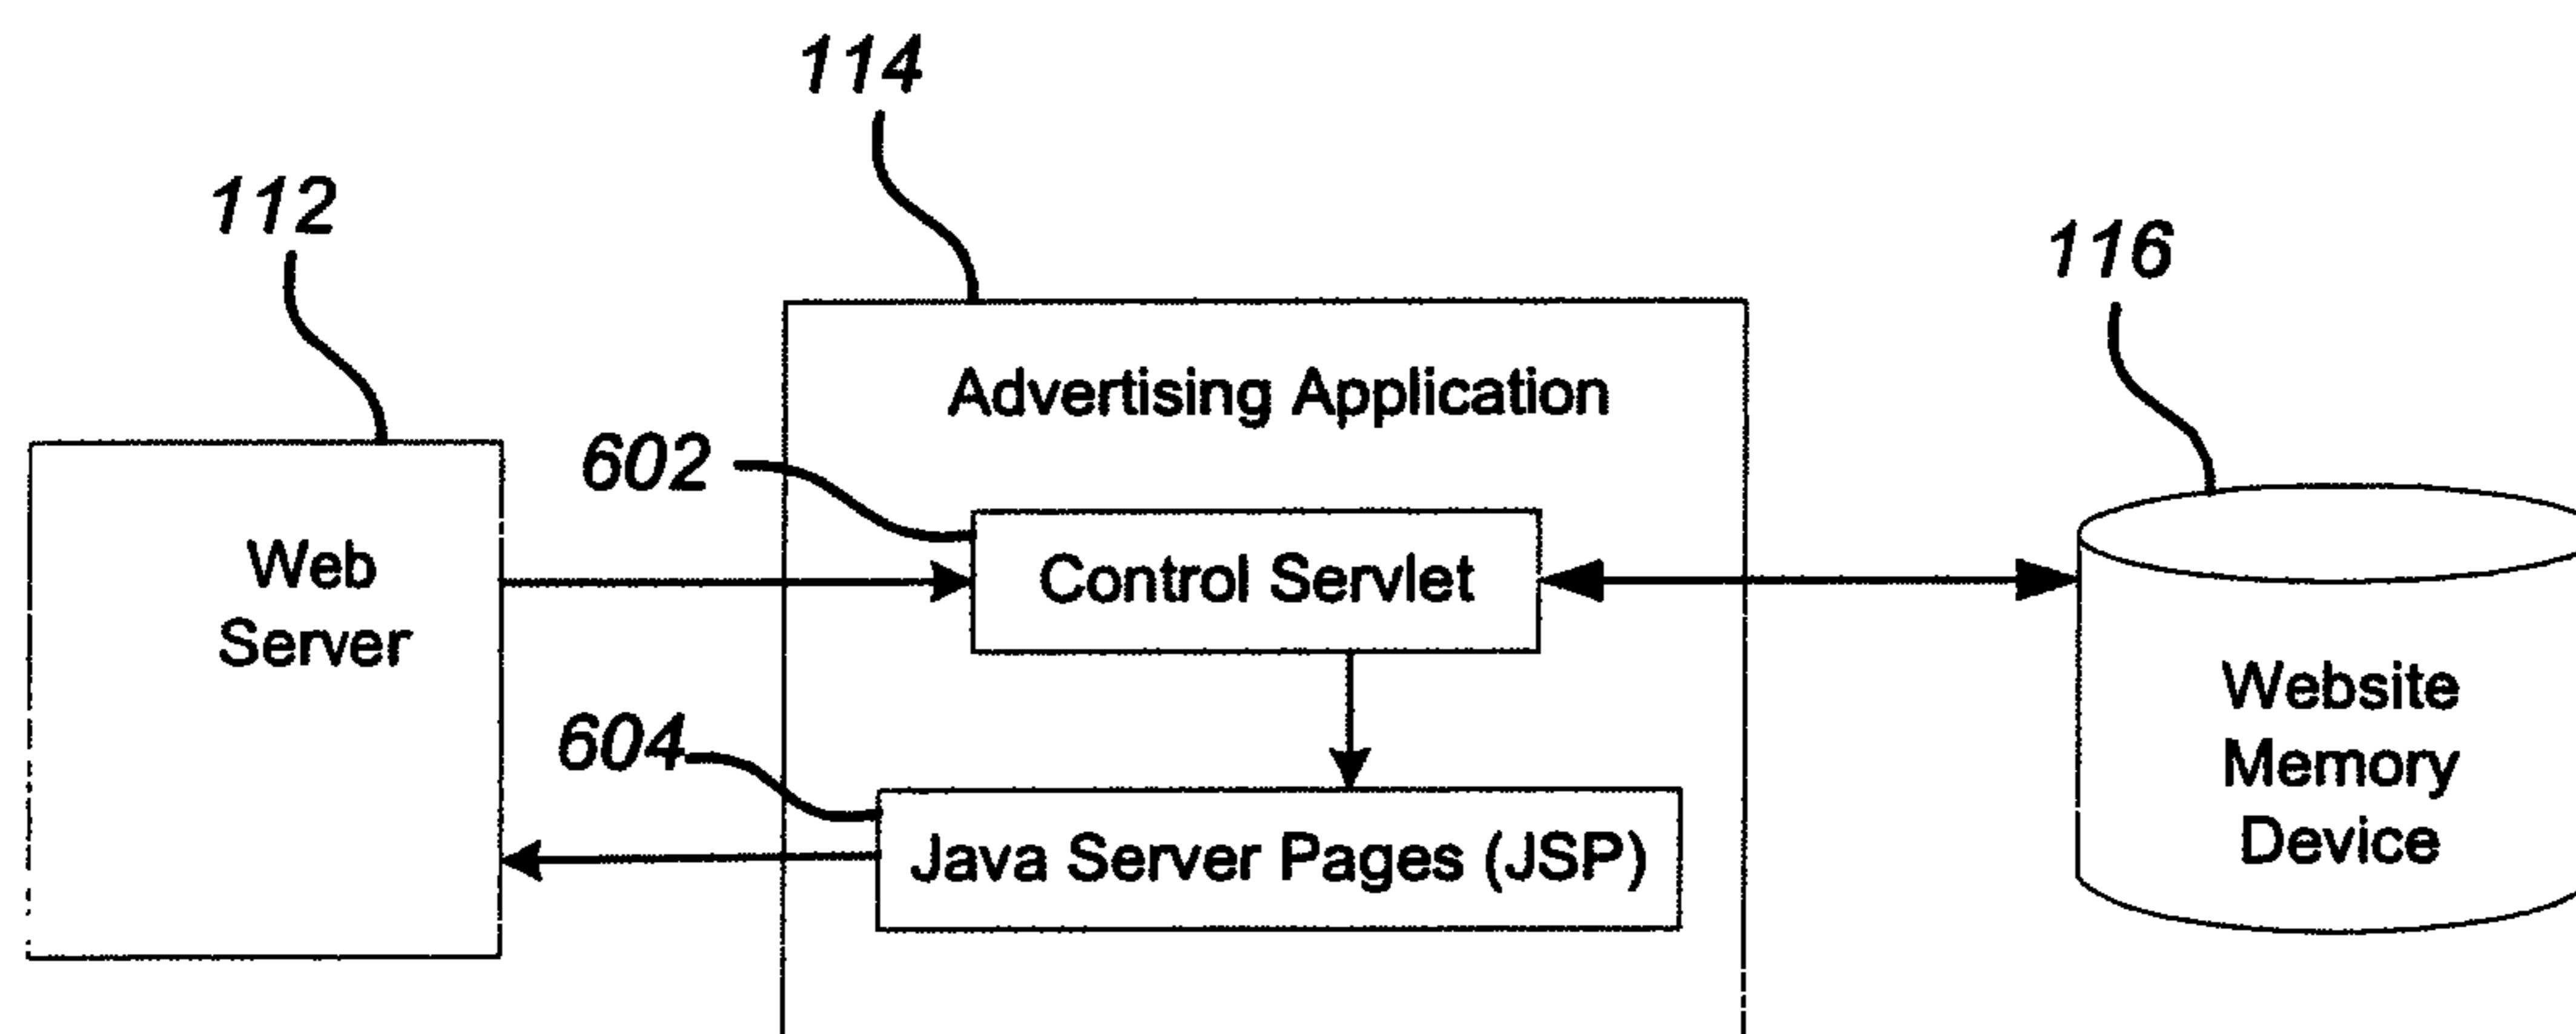 114
112
116
Advertising Application
602
Web
Server
Control Servlet
Website
Memory
Device
604
Java Server Pages (JSP)